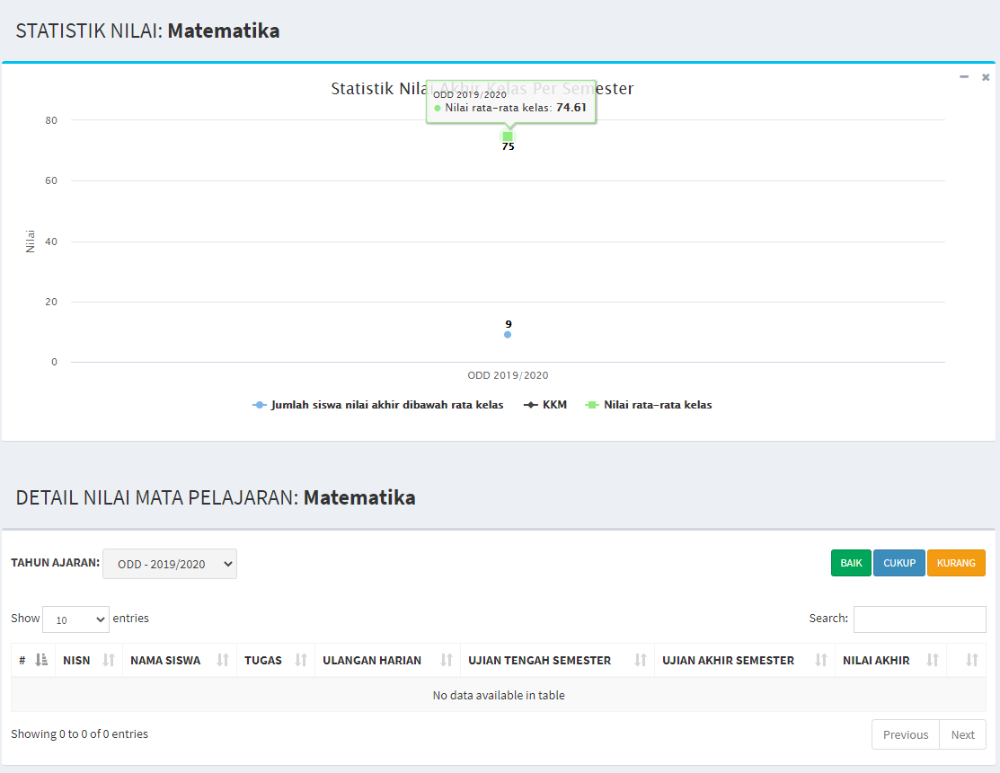 STATISTIK NILAI: Matematika
Statistik Nilai Akhir Kelas Per Semester
ODD 2019/2020
Nilai rata-rata kelas: 74.61
80
75
60
Nilai
40
20
9
0
ODD 2019/2020
Jumlah siswa nilai akhir dibawah rata kelas KKM Nilai rata-rata kelas
DETAIL NILAI MATA PELAJARAN: Matematika
TAHUN AJARAN: ODD - 2019/2020 BAIK CUKUP KURANG
Show 10 entries Search:
# NISN NAMA SISWA TUGAS ULANGAN HARIAN UJIAN TENGAH SEMESTER UJIAN AKHIR SEMESTER NILAI AKHIR
No data available in table
Showing 0 to 0 of 0 entries Previous Next